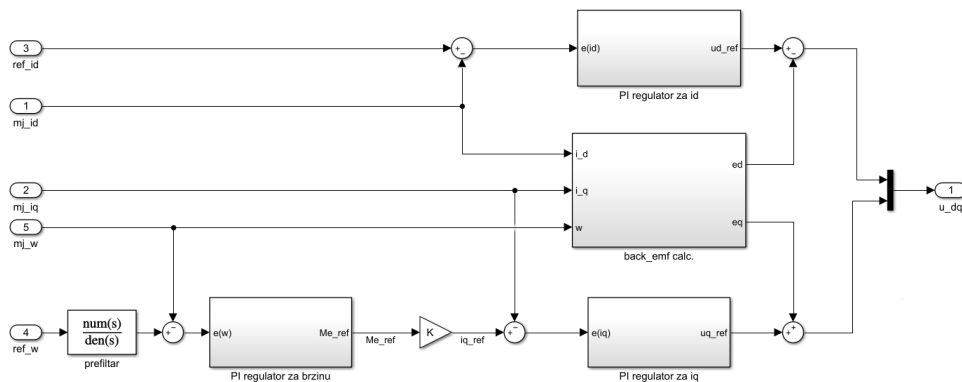 3
ref_id
+
−
e(id)
ud_ref
PI regulator za id
+
−
1
mj_id
i_d
ed
2
mj_iq
i_q
5
mj_w
w
eq
back_emf calc.
1
u_dq
4
ref_w
num(s)
den(s)
prefiltar
+
−
e(w)
Me_ref
PI regulator za brzinu
Me_ref
K
iq_ref
+
−
e(iq)
uq_ref
PI regulator za iq
+
+